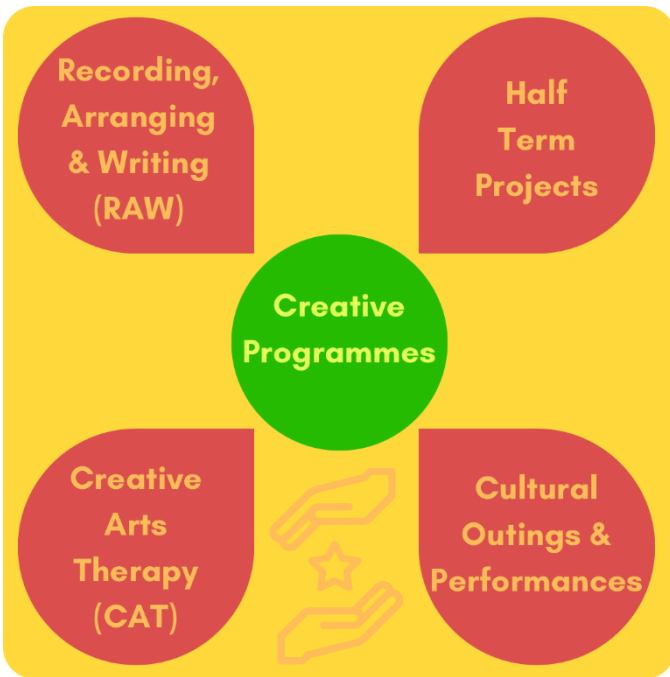 Recording,
Arranging
& Writing
(RAW)
Half
Term
Projects
Creative
Programmes
Creative
Arts
Therapy
(CAT)
Cultural
Outings &
Performances